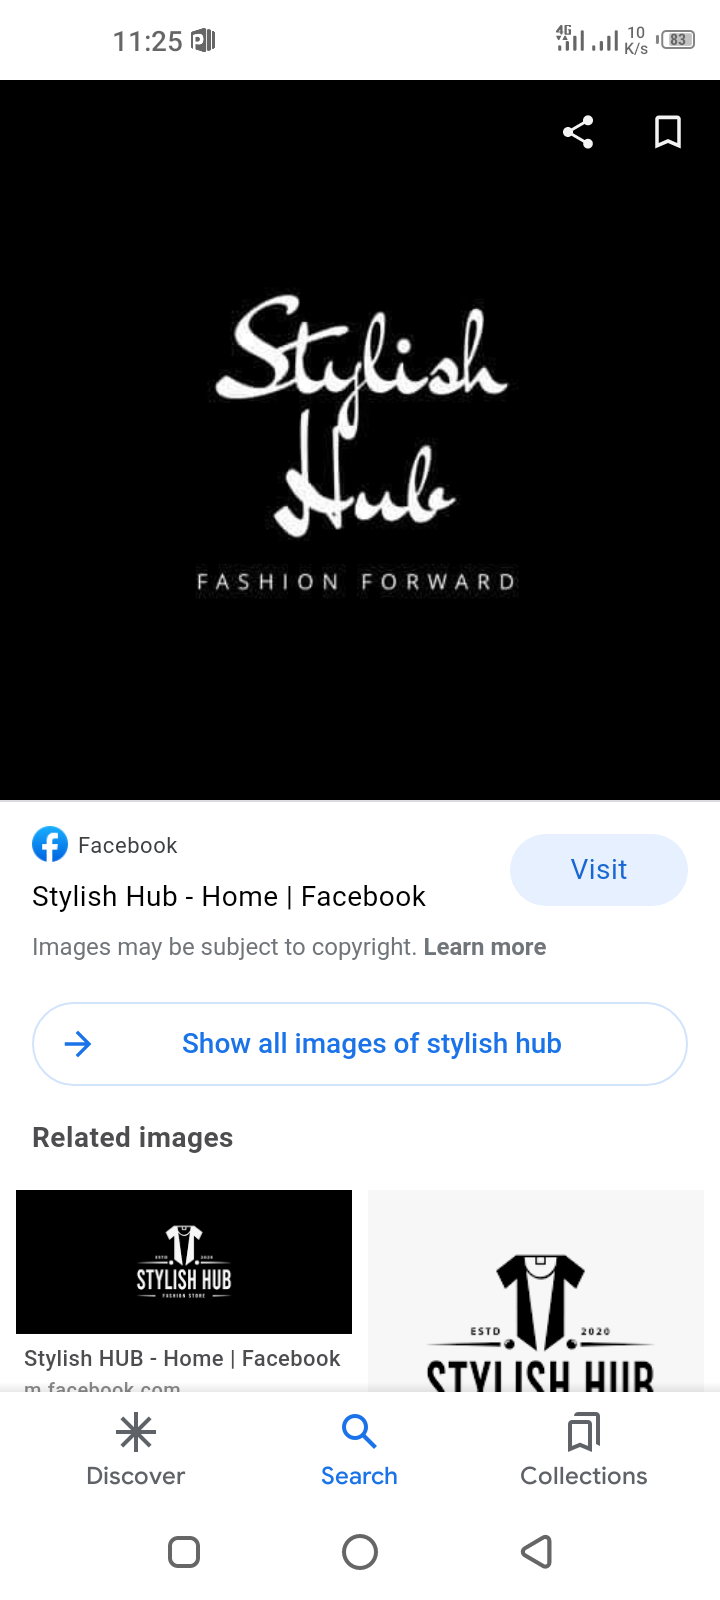 11:25
4G 10 K/s 83
Stylish
Hub
FASHION FORWARD
Facebook
Visit
Stylish Hub - Home | Facebook
Images may be subject to copyright. Learn more
Show all images of stylish hub
Related images
ESTD 2020
STYLISH HUB
FASHION STORE
Stylish HUB - Home | Facebook
m.facebook.com
ESTD 2020
STYLISH HUB
Discover
Search
Collections